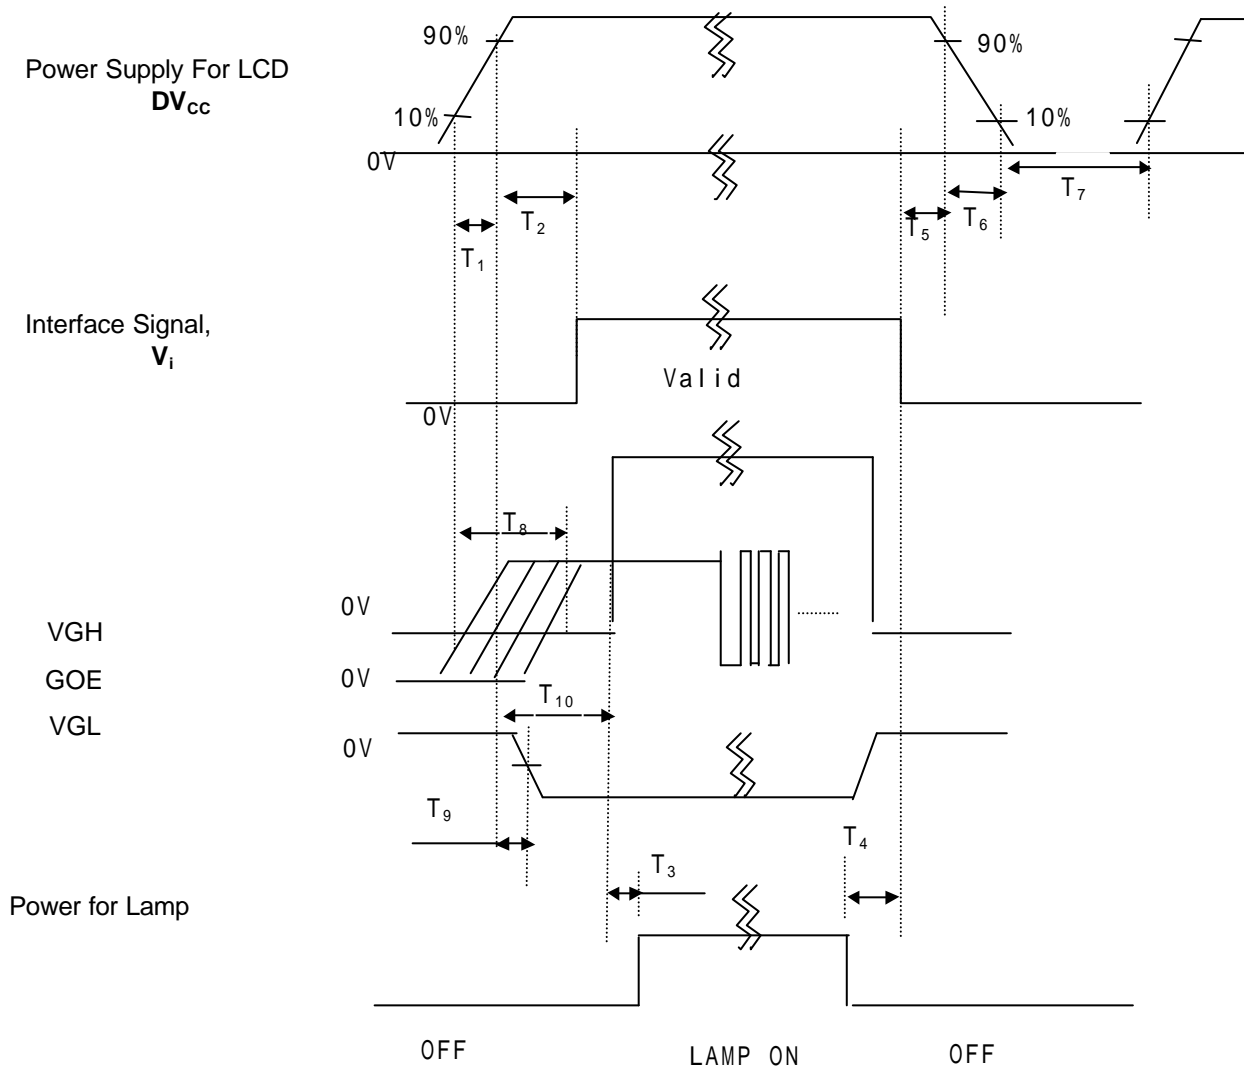 90%
90%
Power Supply For LCD
DVCC
10%
10%
0V
T7
T2
T5
T6
T1
Interface Signal,
Vi
Valid
0V
T8
0V
VGH
GOE
0V
T10
VGL
0V
T9
T4
T3
Power for Lamp
OFF
LAMP ON
OFF